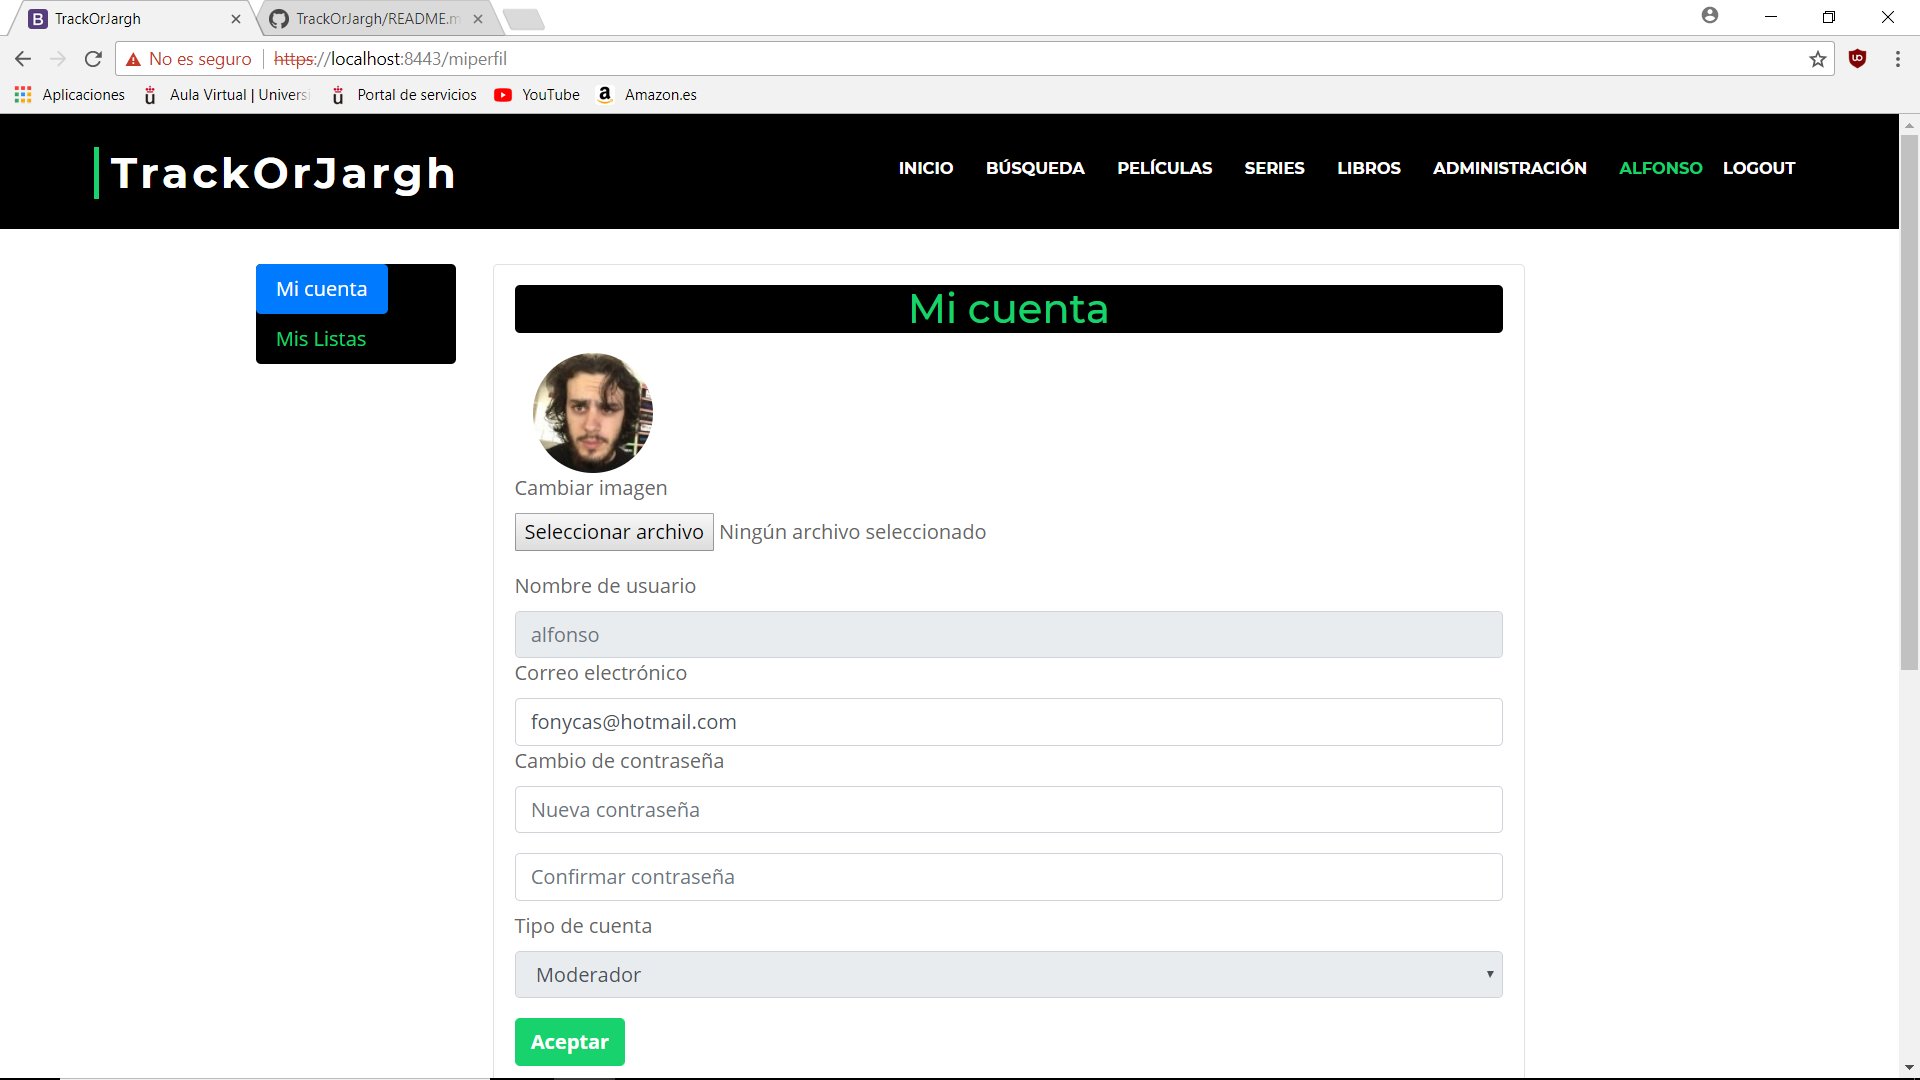 TrackOrJargh
TrackOrJargh/README.m
No es seguro https://localhost:8443/miperfil
Aplicaciones Aula Virtual | Univers Portal de servicios YouTube Amazon.es
TrackOrJargh
INICIO BÚSQUEDA PELÍCULAS SERIES LIBROS ADMINISTRACIÓN ALFONSO LOGOUT
Mi cuenta
Mis Listas
Mi cuenta
Cambiar imagen
Seleccionar archivo Ningún archivo seleccionado
Nombre de usuario
alfonso
Correo electrónico
fonycas@hotmail.com
Cambio de contraseña
Nueva contraseña
Confirmar contraseña
Tipo de cuenta
Moderador
Aceptar